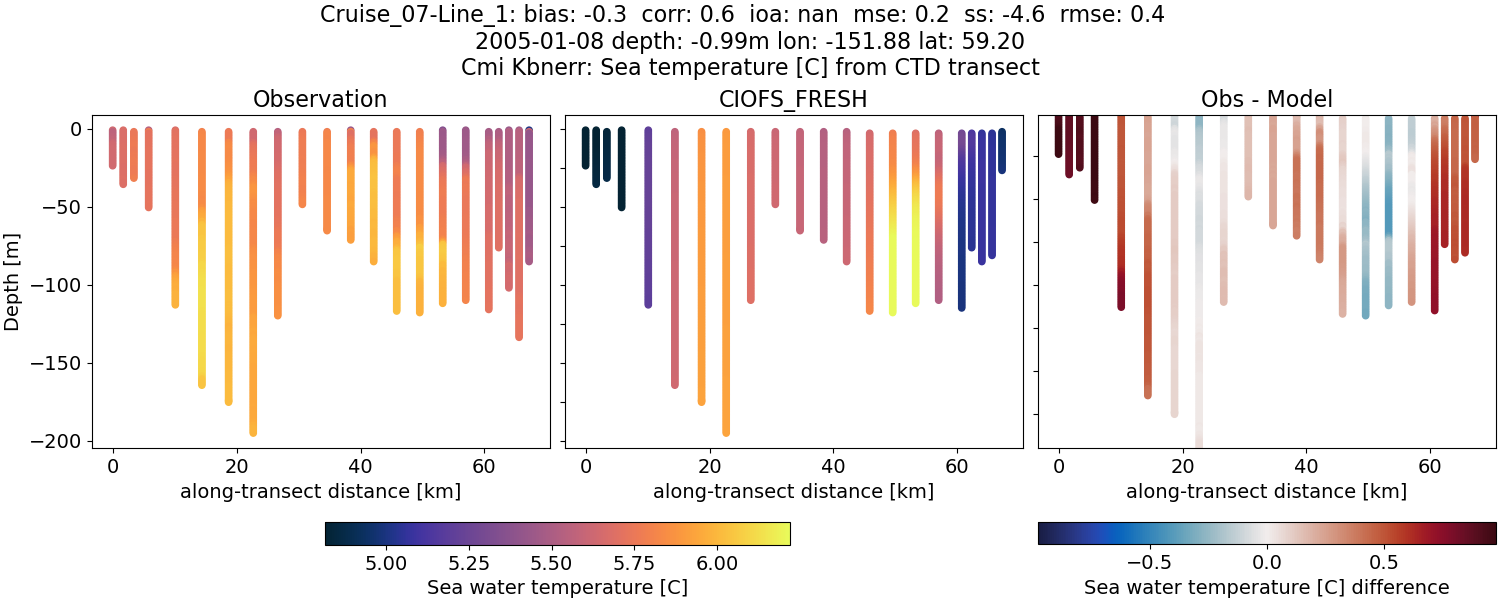 Cruise_07-Line_1: bias: -0.3  corr: 0.6  ioa: nan  mse: 0.2  ss: -4.6  rmse: 0.4
2005-01-08 depth: -0.99m lon: -151.88 lat: 59.20
Cmi Kbnerr: Sea temperature [C] from CTD transect
Observation
CIOFS_FRESH
Obs - Model
Depth [m]
0
−50
−100
−150
−200
0 20 40 60
0 20 40 60
0 20 40 60
along-transect distance [km]
along-transect distance [km]
along-transect distance [km]
5.00 5.25 5.50 5.75 6.00
Sea water temperature [C]
−0.5 0.0 0.5
Sea water temperature [C] difference